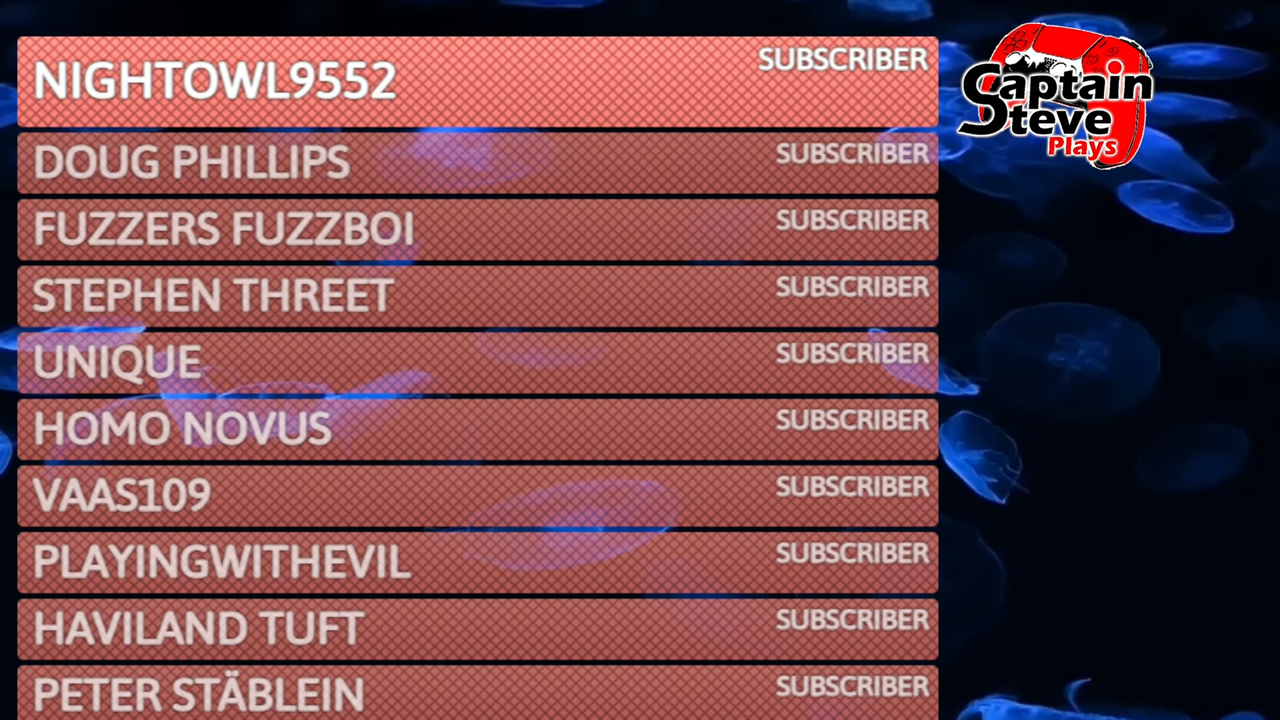 NIGHTOWL9552 SUBSCRIBER
DOUG PHILLIPS SUBSCRIBER
FUZZERS FUZZBOI SUBSCRIBER
STEPHEN THREET SUBSCRIBER
UNIQUE SUBSCRIBER
HOMO NOVUS SUBSCRIBER
VAAS109 SUBSCRIBER
PLAYINGWITHEVIL SUBSCRIBER
HAVILAND TUFT SUBSCRIBER
PETER STÄBLEIN SUBSCRIBER
Captain
Steve
Plays